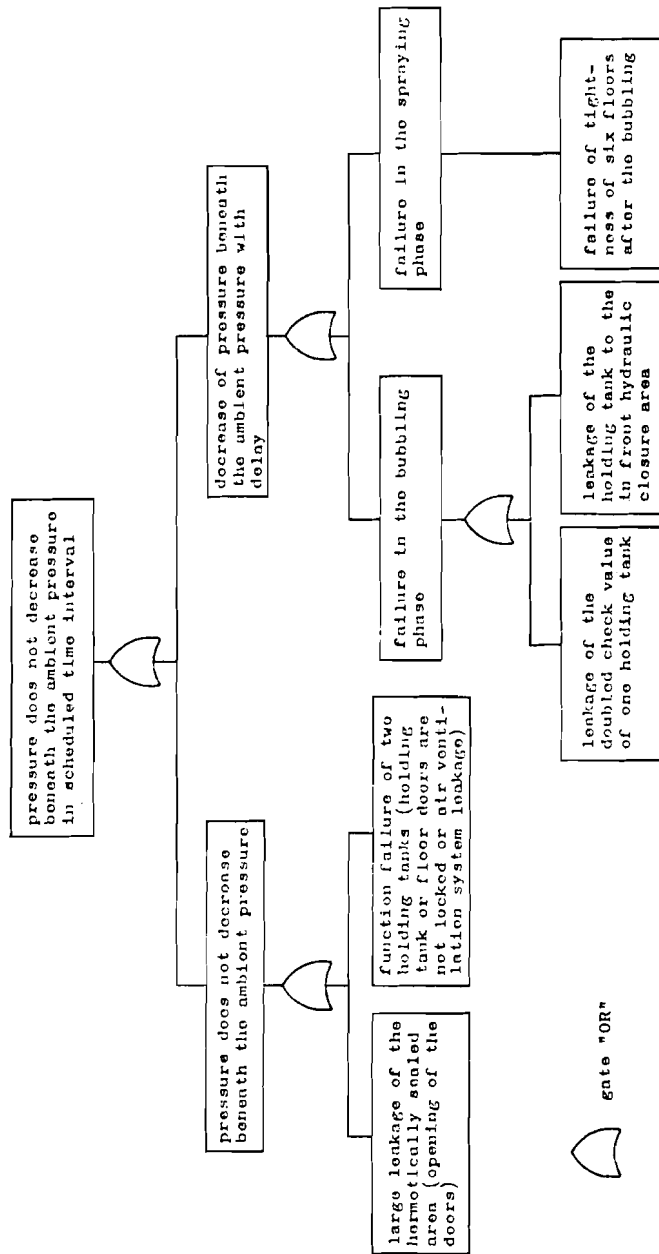 pressure does not decrease
beneath the ambient pressure
in scheduled time interval
pressure does not decrease
beneath the ambient pressure
decrease of pressure beneath
the ambient pressure with
delay
large leakage of the
hermotically sealed
area (opening of the
doors)
function failure of two
holding tanks (holding
tank or floor doors are
not locked or air venti-
lation system leakage)
failure in the bubbling
phase
failure in the spraying
phase
leakage of the
doubled check value
of one holding tank
leakage of the
holding tank to the
in front hydraulic
closure area
failure of tight-
ness of six floors
after the bubbling
gate "OR"